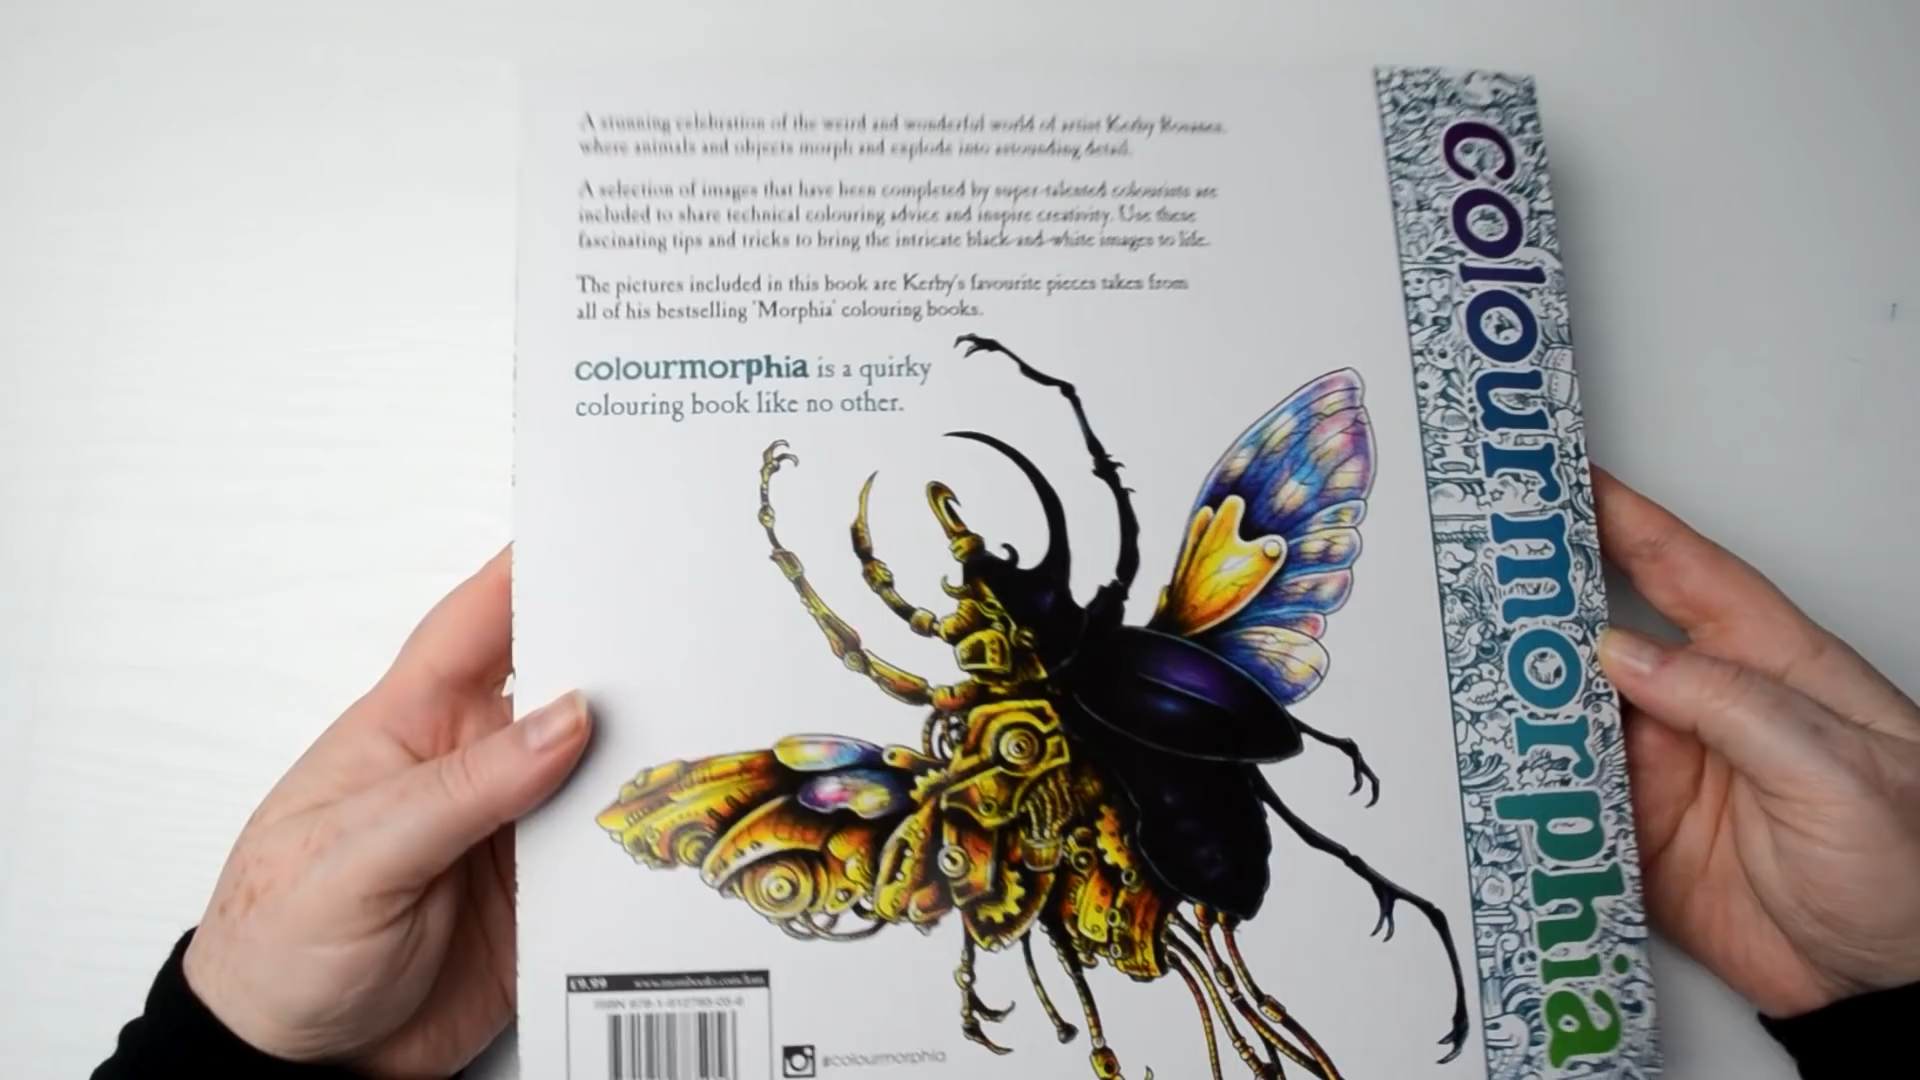 A stunning celebration of the weird and wonderful world of artist Kerby Rosanes,
where animals and objects morph and explode into astounding detail.
A selection of images that have been completed by super-talented colourists are
included to share technical colouring advice and inspire creativity. Use these
fascinating tips and tricks to bring the intricate black-and-white images to life.
The pictures included in this book are Kerby's favourite pieces taken from
all of his bestselling 'Morphia' colouring books.
colourmorphia is a quirky
colouring book like no other.
£9.99
ISBN
#colourmorphia
colourmorphia